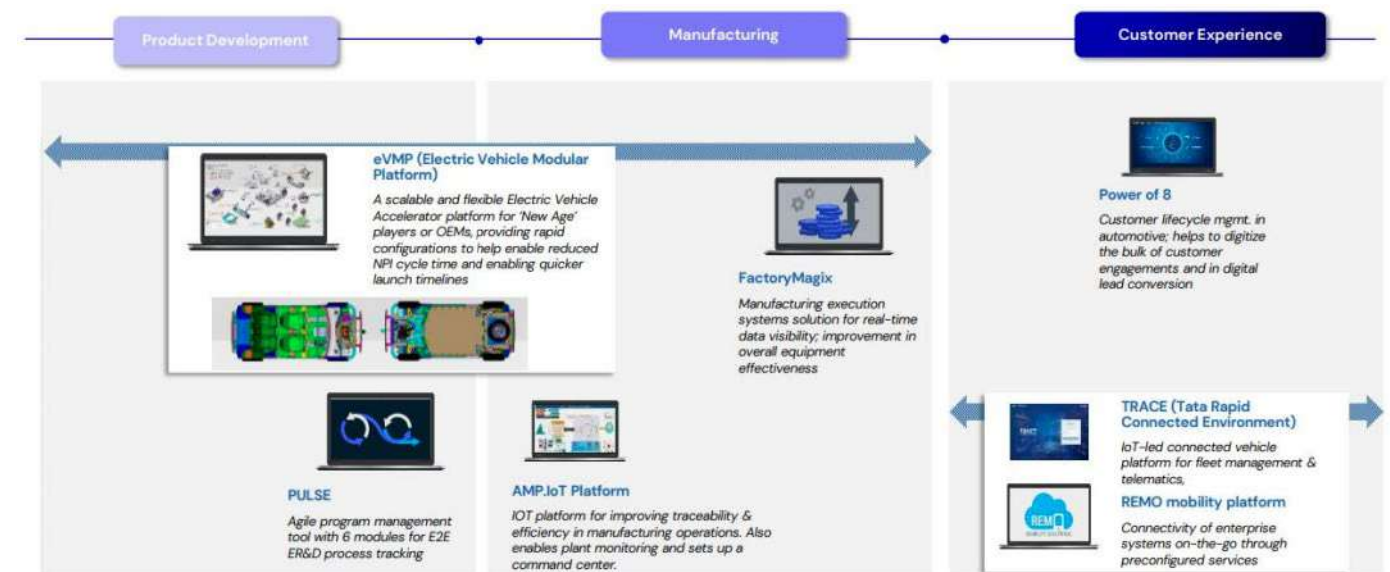 Product Development
Manufacturing
Customer Experience
eVMP (Electric Vehicle Modular
Platform)
A scalable and flexible Electric Vehicle
Accelerator platform for 'New Age'
players or OEMs, providing rapid
configurations to help enable reduced
NPI cycle time and enabling quicker
launch timelines
PULSE
Agile program management
tool with 6 modules for E2E
ER&D process tracking
FactoryMagix
Manufacturing execution
systems solution for real-time
data visibility; improvement in
overall equipment
effectiveness
AMP.IoT Platform
IOT platform for improving traceability &
efficiency in manufacturing operations. Also
enables plant monitoring and sets up a
command center.
Power of 8
Customer lifecycle mgmt. in
automotive; helps to digitize
the bulk of customer
engagements and in digital
lead conversion
TRACE (Tata Rapid
Connected Environment)
IoT-led connected vehicle
platform for fleet management &
telematics,
REMO
REMO mobility platform
Connectivity of enterprise
systems on-the-go through
preconfigured services